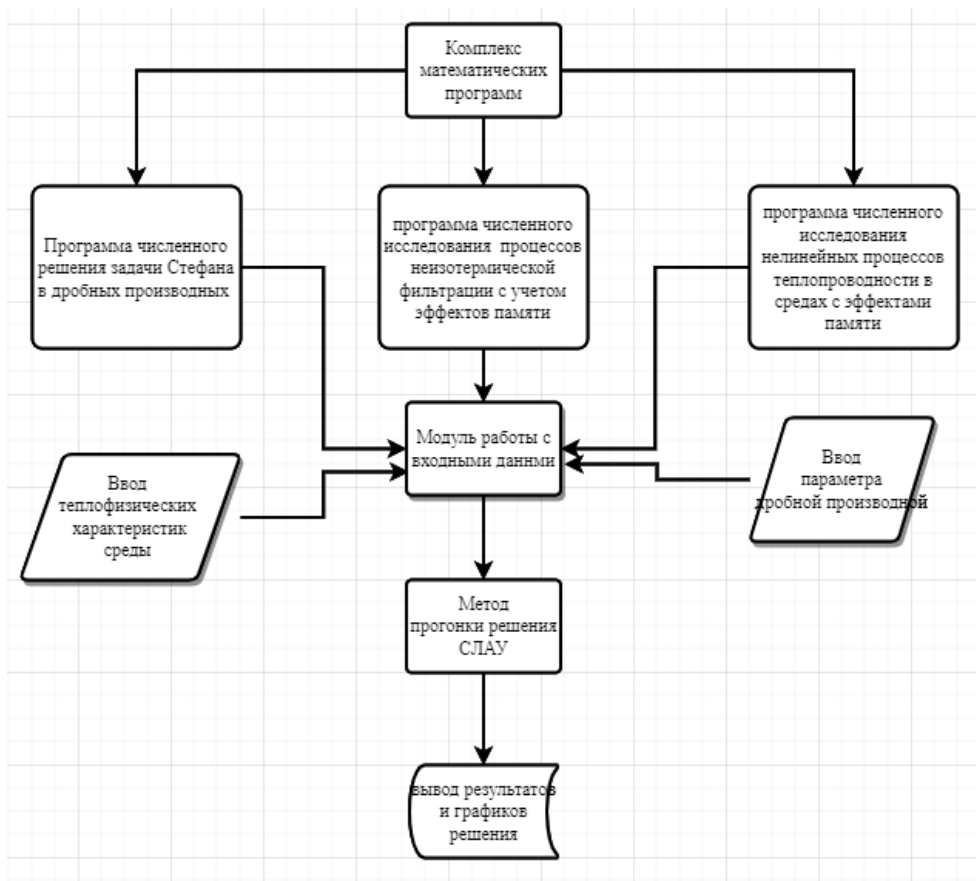 Комплекс
математических
программ
Программа численного
решения задачи Стефана
в дробных производных
программа численного
исследования процессов
неизотермической
фильтрации с учетом
эффектов памяти
программа численного
исследования
нелинейных процессов
теплопроводности в
средах с эффектами
памяти
Модуль работы с
входными даннми
Ввод
теплофизических
характеристик
среды
Ввод
параметра
дробной производной
Метод
прогонки решения
СЛАУ
вывод результатов
и графиков
решения